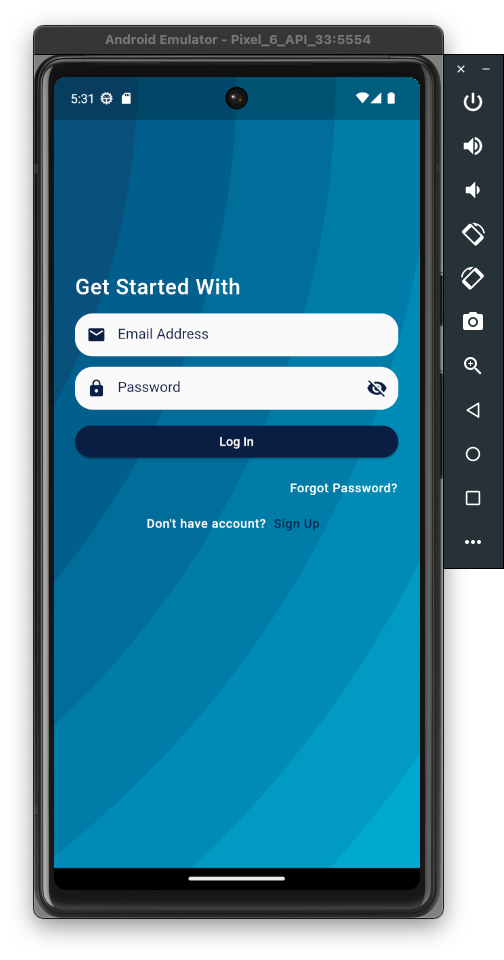 Android Emulator - Pixel_6_API_33:5554
5:31
Get Started With
Email Address
Password
Log In
Forgot Password?
Don't have account? Sign Up